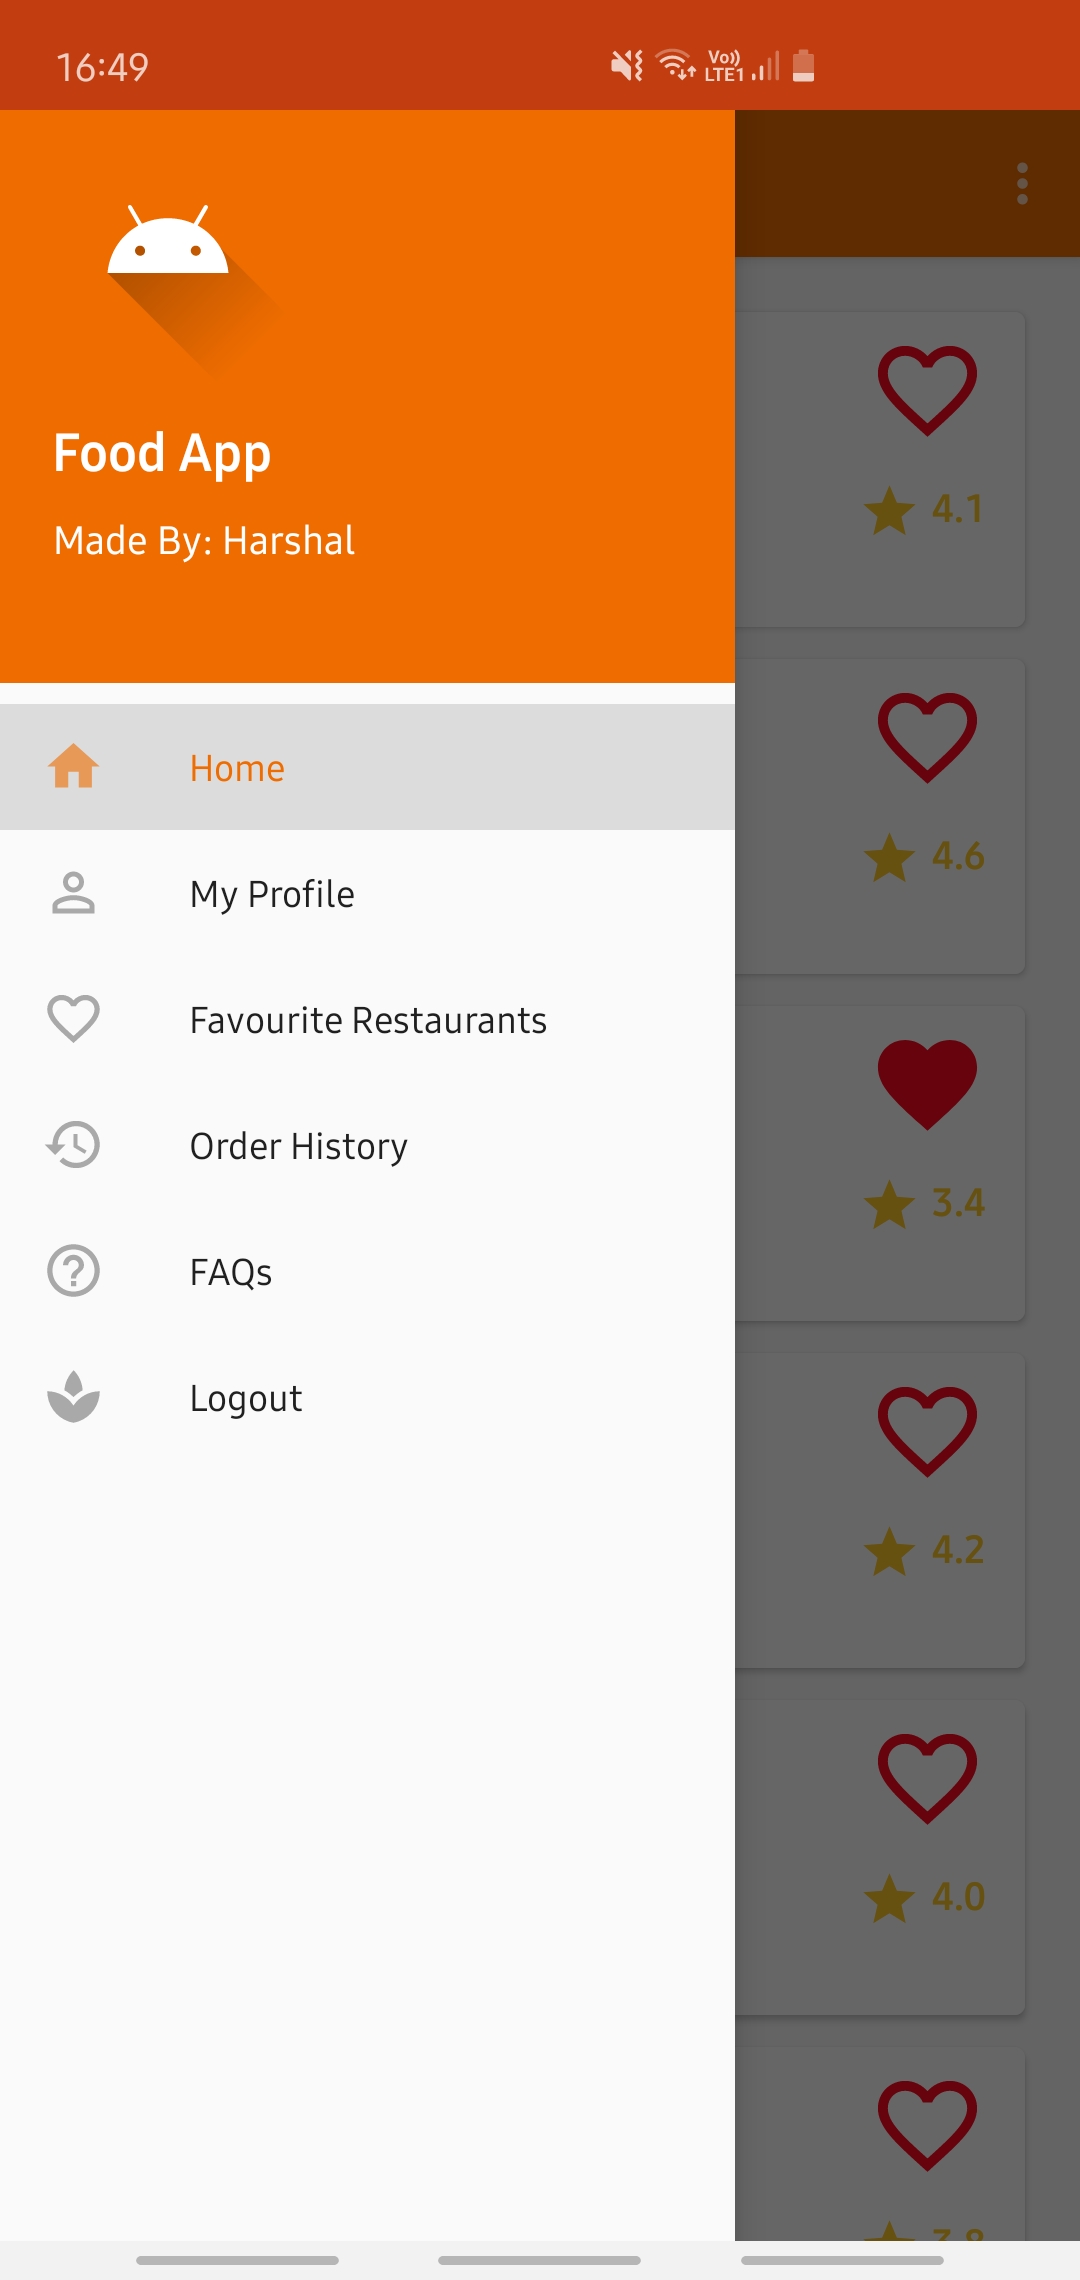 16:49
Vo)) LTE1
Food App
Made By: Harshal
Home
My Profile
Favourite Restaurants
Order History
FAQs
Logout
4.1
4.6
3.4
4.2
4.0